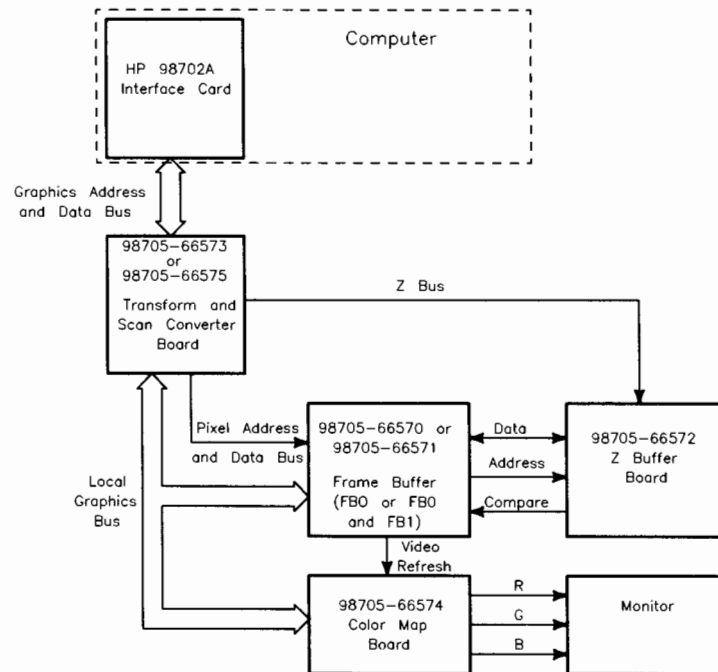 Computer
HP 98702A
Interface Card
Graphics Address
and Data Bus
98705-66573
or
98705-66575
Transform and
Scan Converter
Board
Z Bus
Pixel Address
and Data Bus
98705-66570 or
98705-66571
Frame Buffer
(FB0 or FB0
and FB1)
Data
Address
Compare
98705-66572
Z Buffer
Board
Local
Graphics
Bus
Video
Refresh
98705-66574
Color Map
Board
R
G
B
Monitor